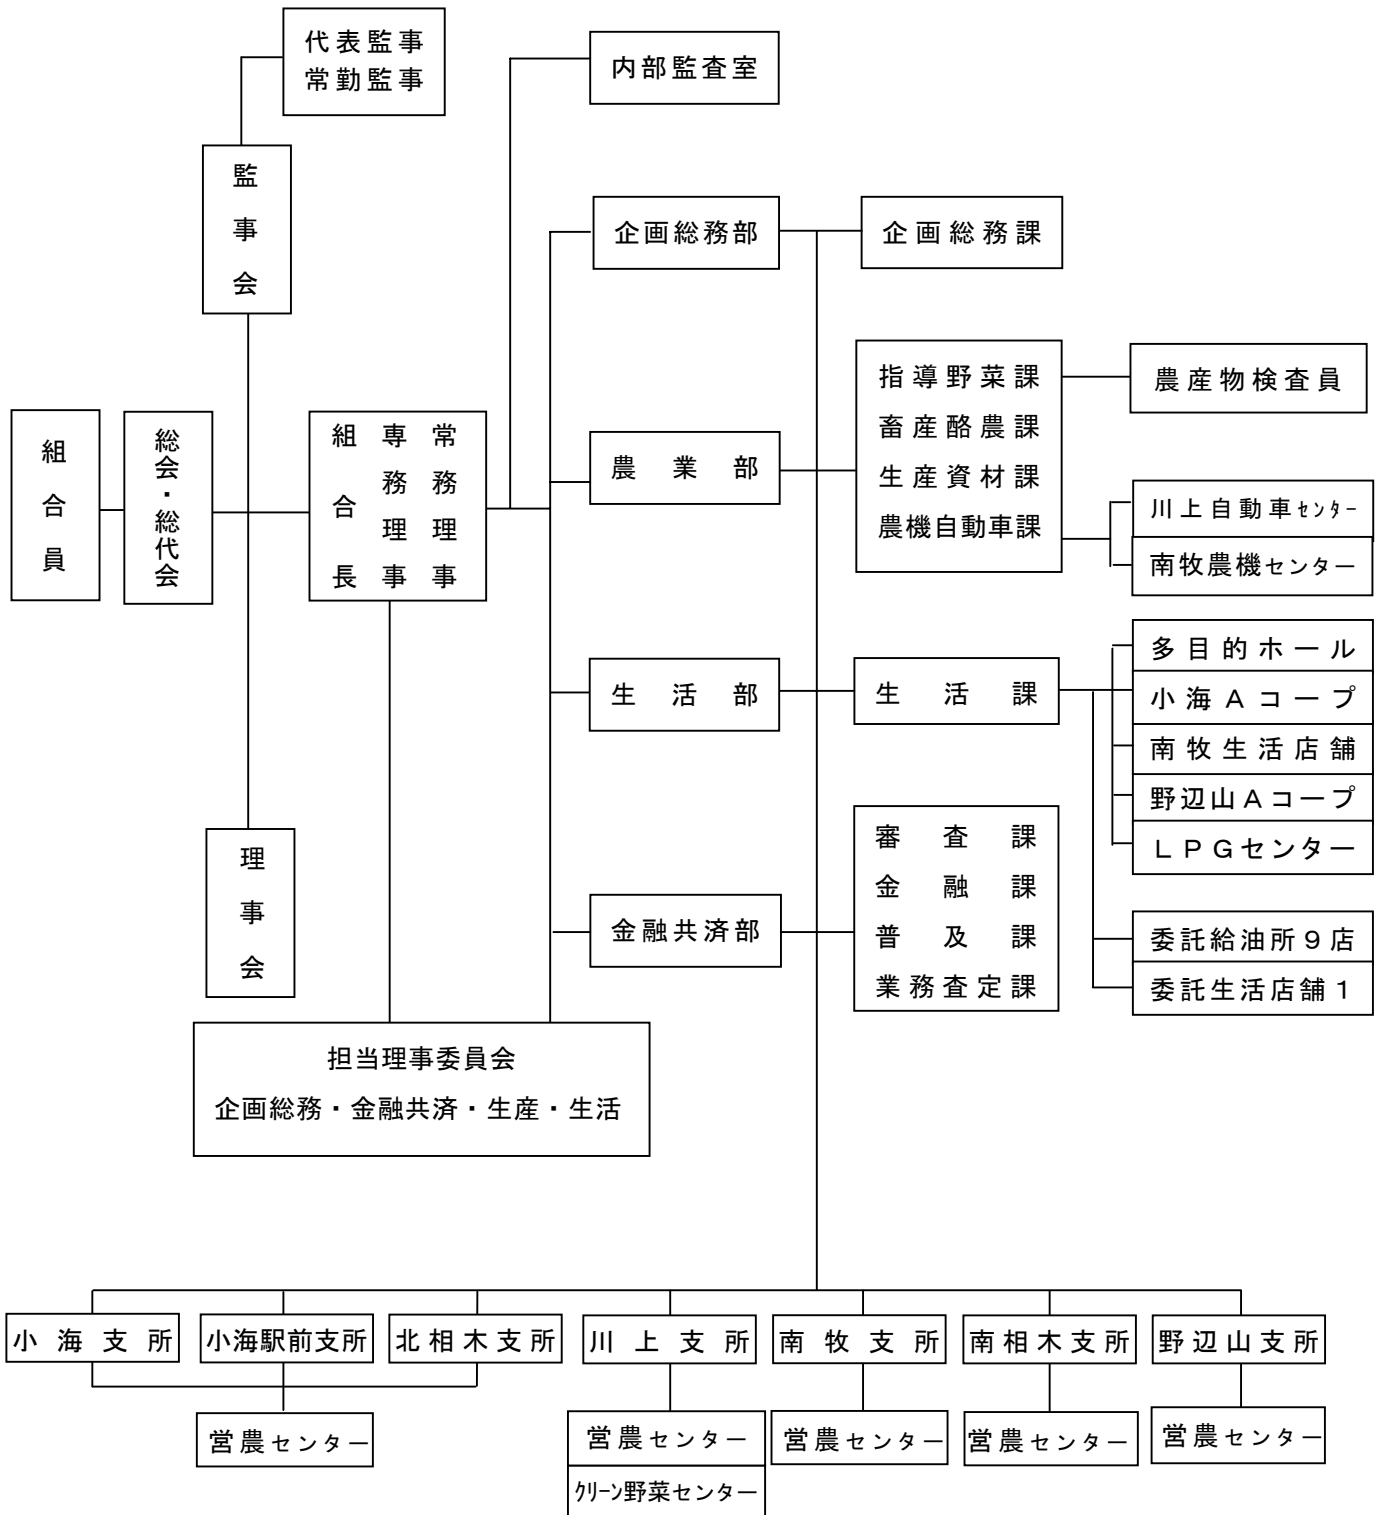 代表監事
常勤監事
内部監査室
監事会
企画総務部
企画総務課
指導野菜課
畜産酪農課
生産資材課
農機自動車課
農産物検査員
組合員
総会・総代会
組合長
専務理事
常務理事
農業部
川上自動車センター
南牧農機センター
生活部
生活課
多目的ホール
小海Aコープ
南牧生活店舗
野辺山Aコープ
LPGセンター
理事会
金融共済部
審査課
金融課
普及課
業務査定課
委託給油所9店
委託生活店舗1
担当理事委員会
企画総務・金融共済・生産・生活
小海支所
小海駅前支所
北相木支所
川上支所
南牧支所
南相木支所
野辺山支所
営農センター
営農センター
クリーン野菜センター
営農センター
営農センター
営農センター